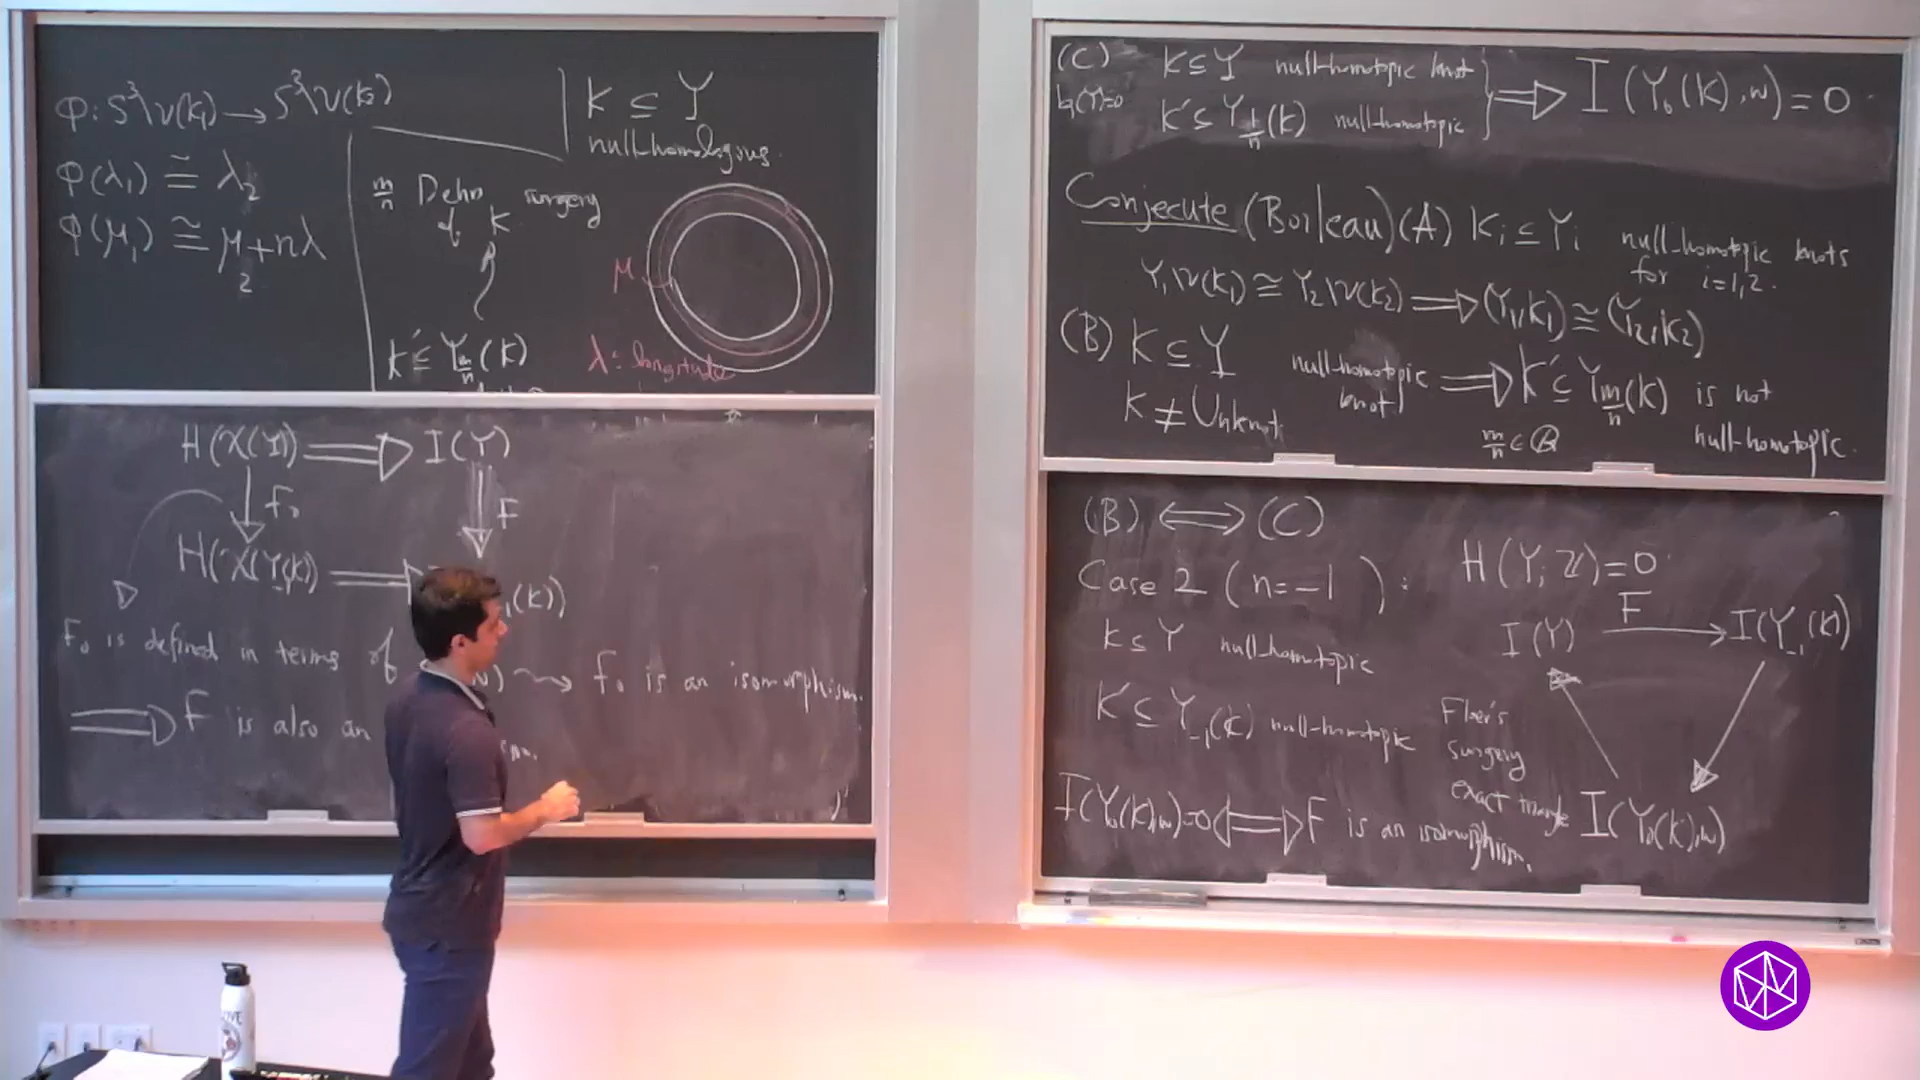 φ: S³\ν(K₁) → S³\ν(K₂)
φ(λ₁) ≅ λ₂
φ(μ₁) ≅ μ₂+nλ
K ⊆ Y
null-homologous.
m/n Dehn surgery
of K
K' ⊆ Y_{m/n}(K)
μ:
λ: longitude
H(X(Y)) ⟹ I(Y)
f₀
F
H(X(Y₋₁(K)) ⟹
₋₁(K))
F₀ is defined in terms of
⇝ f₀ is an isomorphism.
⟹ F is also an
(C) K ⊆ Y null-homotopic knot
b₁(Y)=0 K' ⊆ Y_{1/n}(K) null-homotopic
⟹ I(Y₀(K),w) = 0
Conjecute (Boileau) (A) Kᵢ ⊆ Yᵢ null-homotopic knots
for i=1,2.
Y₁\ν(K₁) ≅ Y₂\ν(K₂) ⟹ (Y₁,K₁) ≅ (Y₂,K₂)
(B) K ⊆ Y null-homotopic knot ⟹ K' ⊆ Y_{m/n}(K) is not
K ≠ Unknot
m/n ∈ Q
null-homotopic.
(B) ⟺ (C)
Case 2 (n=-1): H(Y; Z)=0
K ⊆ Y null-homotopic
I(Y) F→ I(Y₋₁(K))
K' ⊆ Y₋₁(K) null-homotopic
Floer's
surgery
exact triangle
I(Y₀(K),w)
I(Y₀(K),w)=0 ⟺ F is an isomorphism.